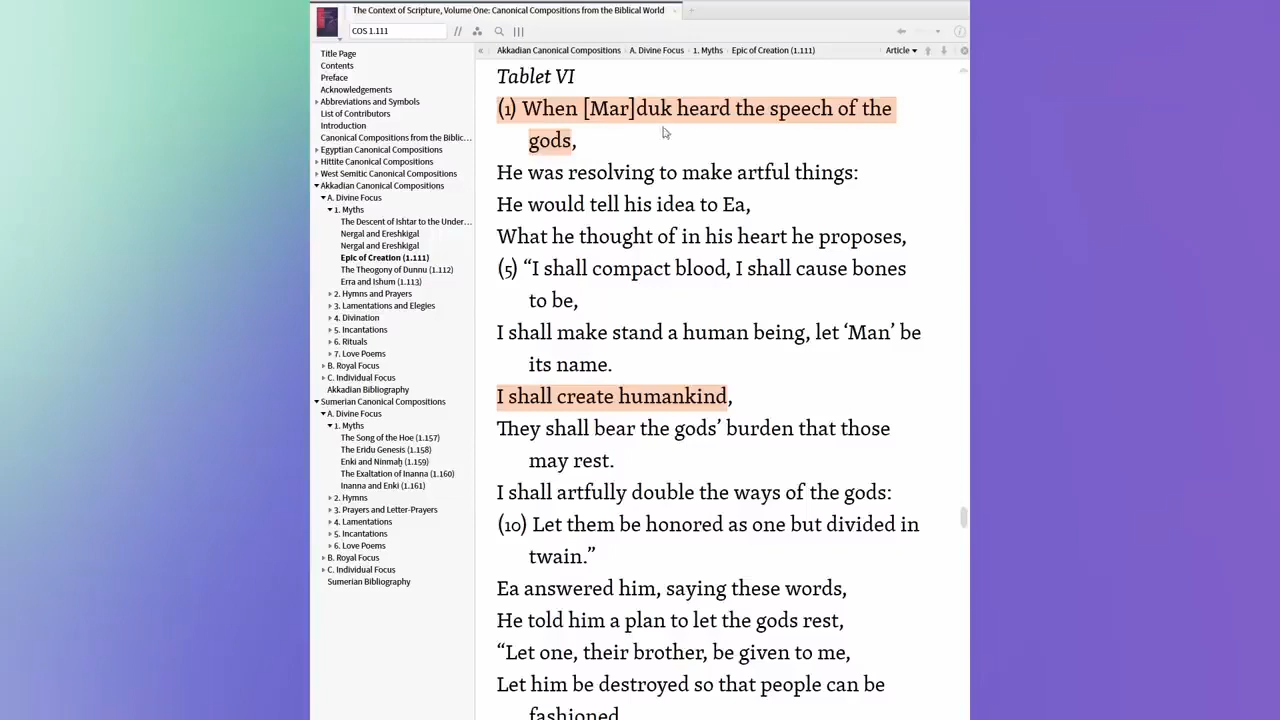 The Context of Scripture, Volume One: Canonical Compositions from the Biblical World
COS 1.111
Akkadian Canonical Compositions › A. Divine Focus › 1. Myths › Epic of Creation (1.111)
Article
Title Page
Contents
Preface
Acknowledgements
Abbreviations and Symbols
List of Contributors
Introduction
Canonical Compositions from the Biblic...
Egyptian Canonical Compositions
Hittite Canonical Compositions
West Semitic Canonical Compositions
Akkadian Canonical Compositions
A. Divine Focus
1. Myths
The Descent of Ishtar to the Under...
Nergal and Ereshkigal
Nergal and Ereshkigal
Epic of Creation (1.111)
The Theogony of Dunnu (1.112)
Erra and Ishum (1.113)
2. Hymns and Prayers
3. Lamentations and Elegies
4. Divination
5. Incantations
6. Rituals
7. Love Poems
B. Royal Focus
C. Individual Focus
Akkadian Bibliography
Sumerian Canonical Compositions
A. Divine Focus
1. Myths
The Song of the Hoe (1.157)
The Eridu Genesis (1.158)
Enki and Ninmaḫ (1.159)
The Exaltation of Inanna (1.160)
Inanna and Enki (1.161)
2. Hymns
3. Prayers and Letter-Prayers
4. Lamentations
5. Incantations
6. Love Poems
B. Royal Focus
C. Individual Focus
Sumerian Bibliography
Tablet VI
(1) When [Mar]duk heard the speech of the
gods,
He was resolving to make artful things:
He would tell his idea to Ea,
What he thought of in his heart he proposes,
(5) “I shall compact blood, I shall cause bones
to be,
I shall make stand a human being, let ‘Man’ be
its name.
I shall create humankind,
They shall bear the gods’ burden that those
may rest.
I shall artfully double the ways of the gods:
(10) Let them be honored as one but divided in
twain.”
Ea answered him, saying these words,
He told him a plan to let the gods rest,
“Let one, their brother, be given to me,
Let him be destroyed so that people can be
fashioned